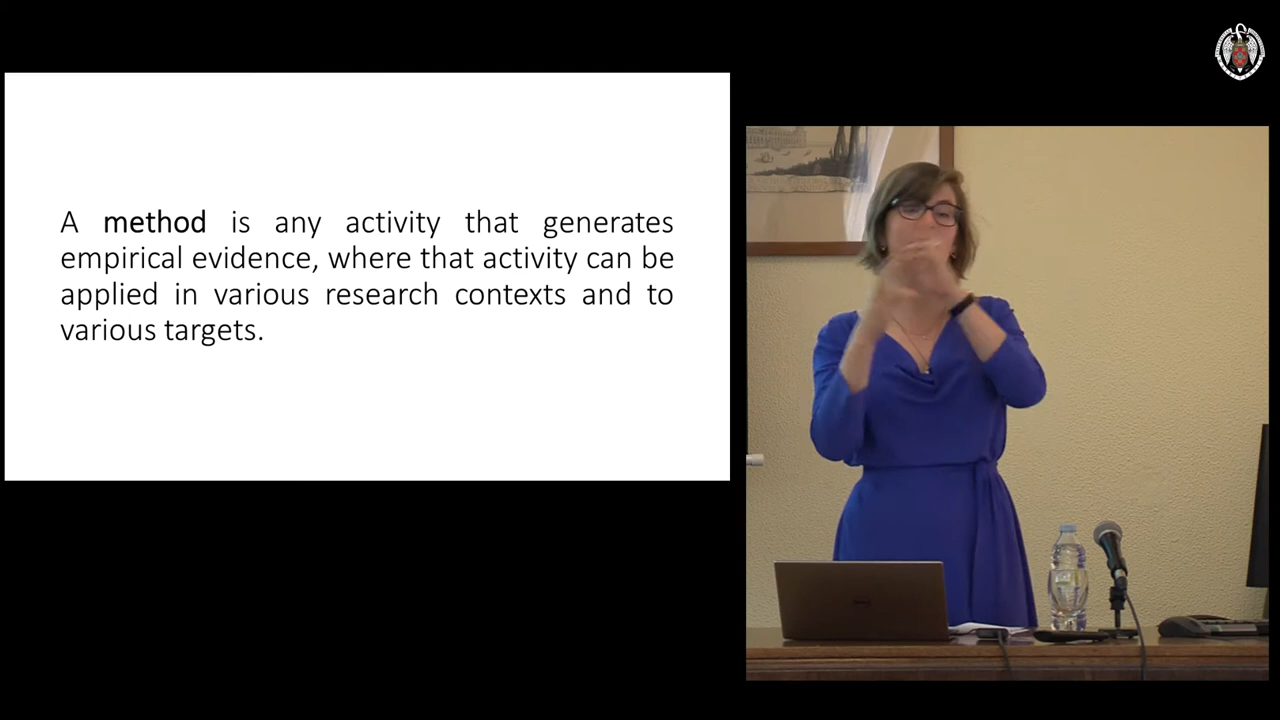 A method is any activity that generates
empirical evidence, where that activity can be
applied in various research contexts and to
various targets.